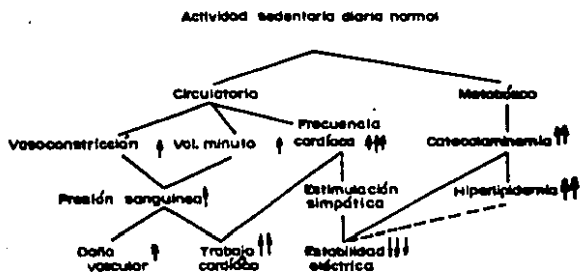 Actividad sedentaria diaria normal
Circulatorio
Metabólico
Vasoconstricción ↑ Vol. minuto ↑ Frecuencia cardíaca ↑↑↑ Catecolaminemia ↑↑
Presión sanguínea ↑ Estimulación simpática Hiperlipidemia ↑↑
Daño vascular ↑ Trabajo cardíaco ↑↑ Estabilidad eléctrica ↓↓↓